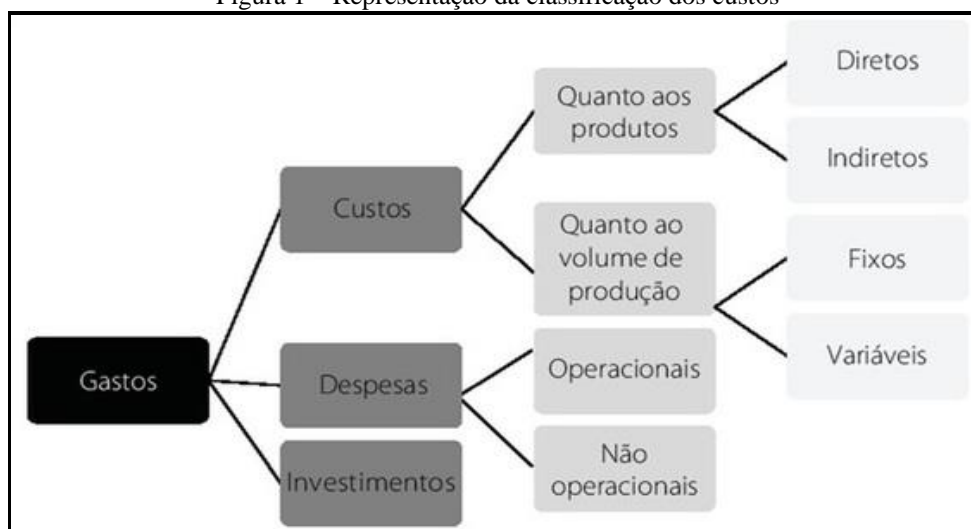 Figura 1 – Representação da classificação dos custos
Gastos
Custos
Despesas
Investimentos
Quanto aos
produtos
Quanto ao
volume de
produção
Operacionais
Não
operacionais
Diretos
Indiretos
Fixos
Variáveis